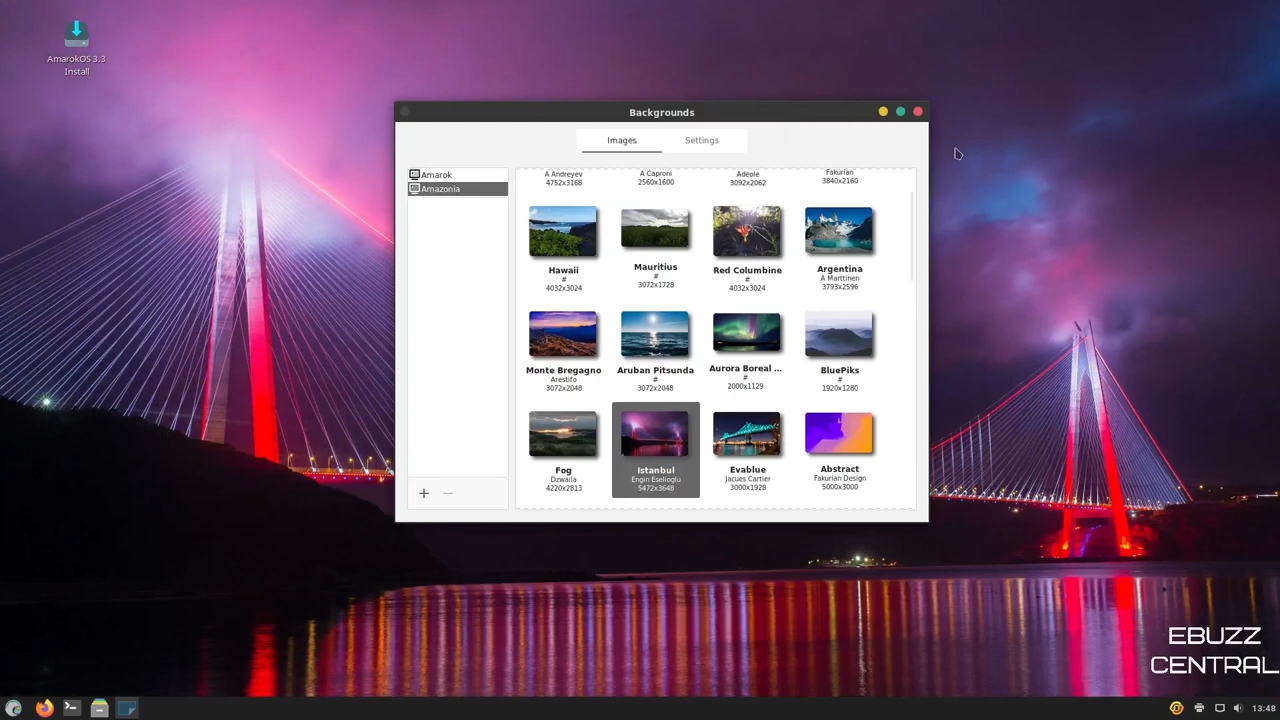 AmarokOS 3.3
Install
Backgrounds
Images
Settings
Amarok
Amazonia
A Andreyev
4752x3168
A Caproni
2560x1600
Adeole
3092x2062
Fakurian
3840x2160
Hawaii
#
4032x3024
Mauritius
#
3072x1728
Red Columbine
#
4032x3024
Argentina
A Marttinen
3793x2596
Monte Bregagno
Arestifo
3072x2048
Aruban Pitsunda
#
3072x2048
Aurora Boreal ...
#
2000x1129
BluePiks
#
1920x1280
Fog
Dzwaila
4220x2813
Istanbul
Engin Eselioglu
5472x3648
Evablue
Jacues Cartier
3000x1928
Abstract
Fakurian Design
5000x3000
EBUZZ
CENTRAL
13:48